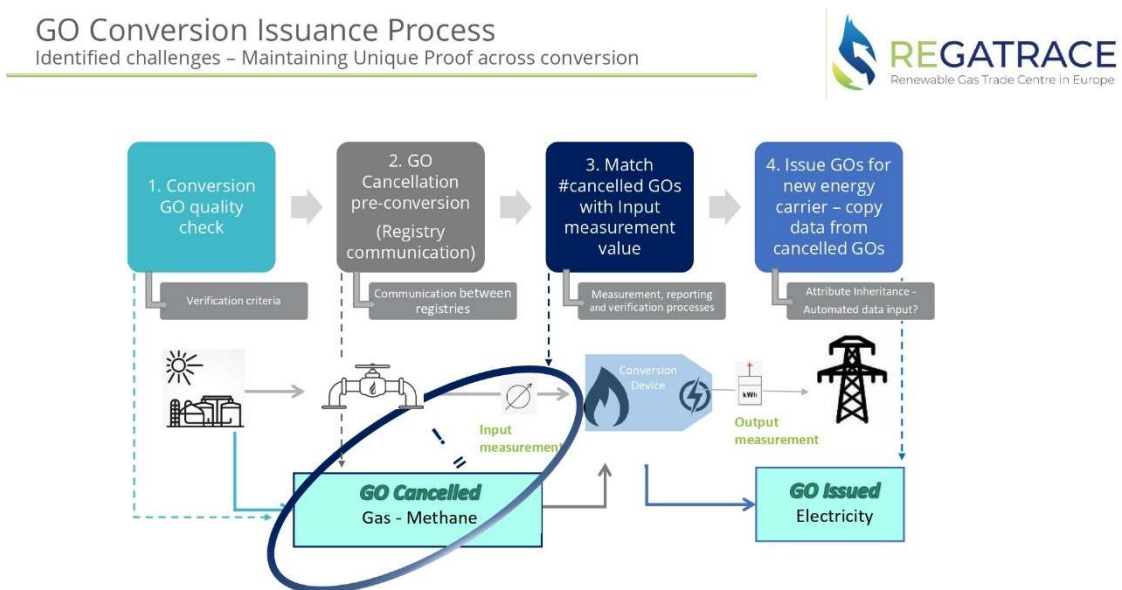 GO Conversion Issuance Process
Identified challenges – Maintaining Unique Proof across conversion
REGATRACE
Renewable Gas Trade Centre in Europe
1. Conversion
GO quality
check
2. GO
Cancellation
pre-conversion
(Registry
communication)
3. Match
#cancelled GOs
with Input
measurement
value
4. Issue GOs for
new energy
carrier – copy
data from
cancelled GOs
Verification criteria
Communication between
registries
Measurement, reporting
and verification processes
Attribute Inheritance -
Automated data input?
Conversion
Device
kWh
Input
measurement
Output
measurement
! =
GO Cancelled
Gas - Methane
GO Issued
Electricity